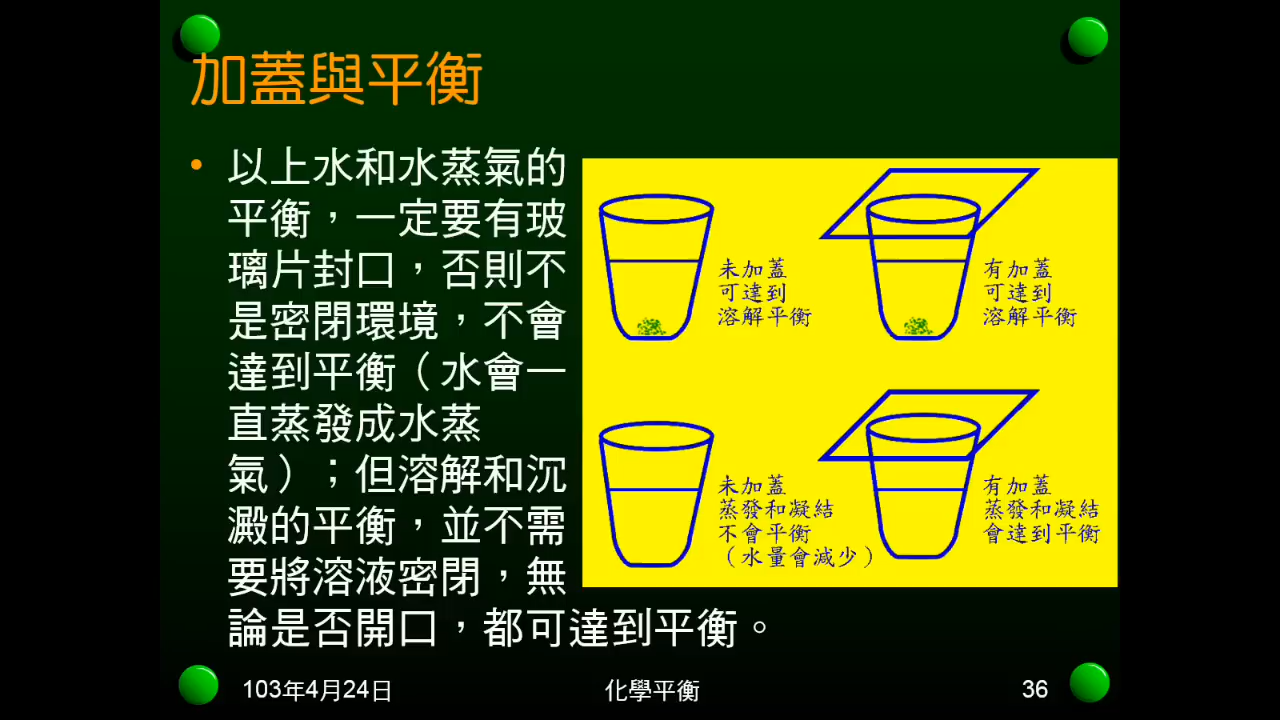 加蓋與平衡
• 以上水和水蒸氣的
平衡，一定要有玻
璃片封口，否則不
是密閉環境，不會
達到平衡（水會一
直蒸發成水蒸
氣）；但溶解和沉
澱的平衡，並不需
要將溶液密閉，無
論是否開口，都可達到平衡。
未加蓋
可達到
溶解平衡
有加蓋
可達到
溶解平衡
未加蓋
蒸發和凝結
不會平衡
（水量會減少）
有加蓋
蒸發和凝結
會達到平衡
103年4月24日
化學平衡
36